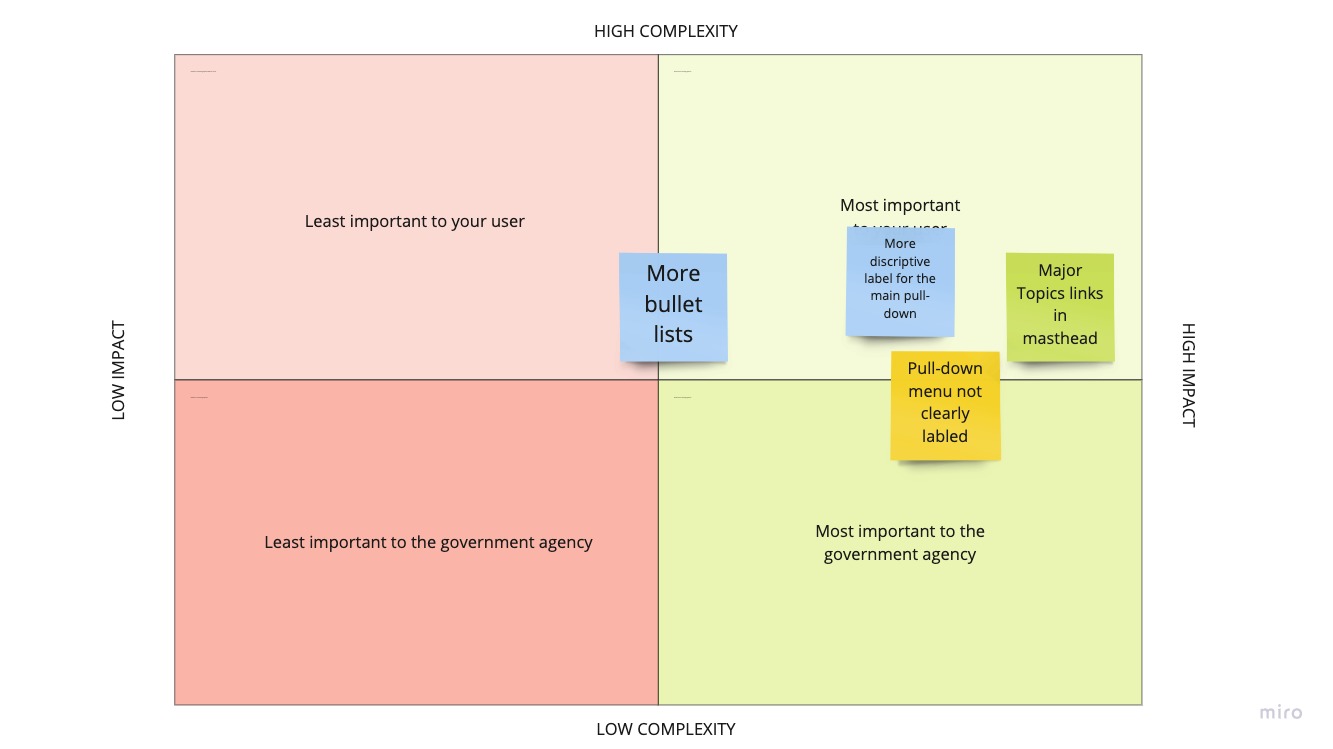 HIGH COMPLEXITY
Least important to your user
Most important
to your user
More
bullet
lists
More
discriptive
label for the
main pull-
down
Major
Topics links
in
masthead
LOW IMPACT
HIGH IMPACT
Pull-down
menu not
clearly
labled
Least important to the government agency
Most important to the
government agency
LOW COMPLEXITY
miro